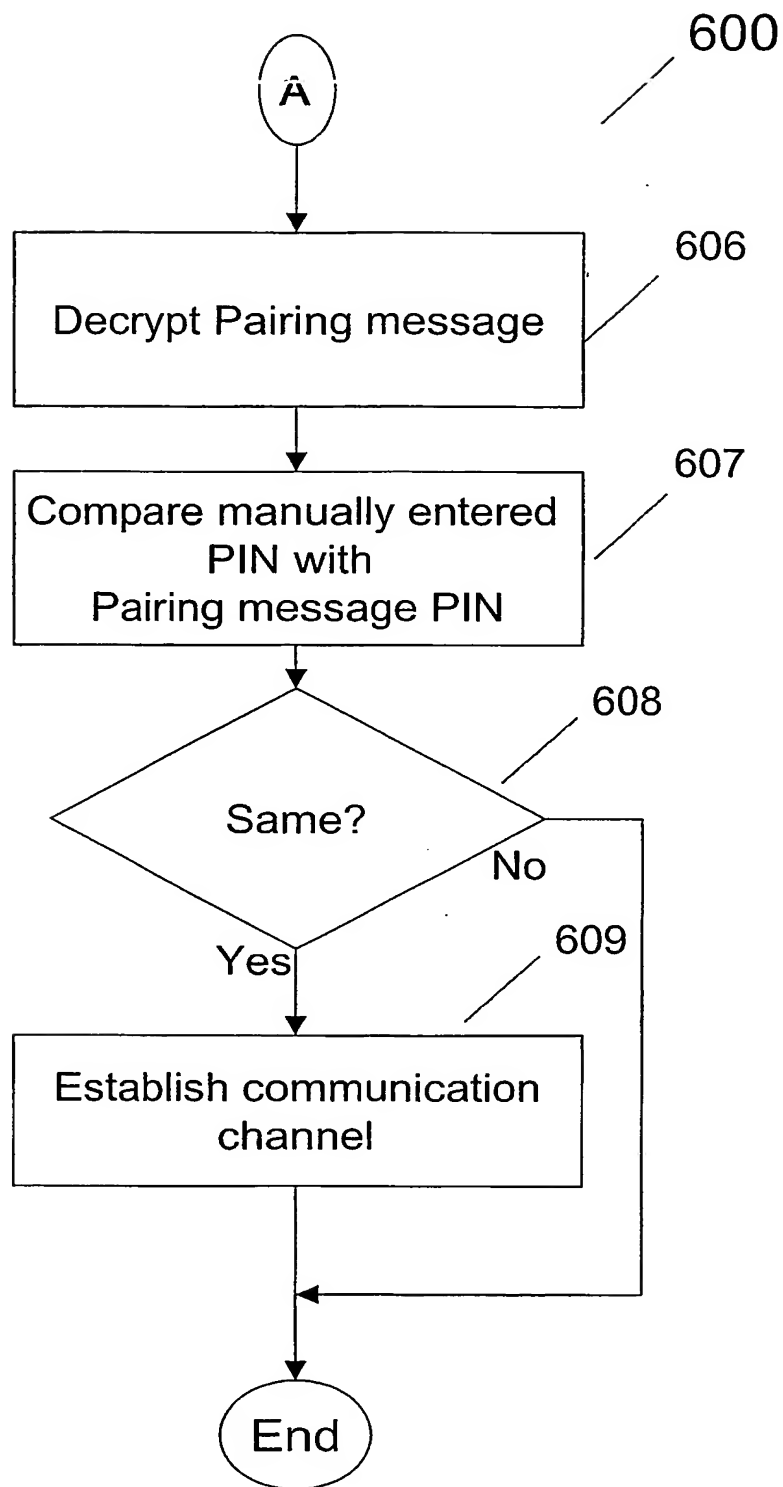 600
A
606
Decrypt Pairing message
607
Compare manually entered
PIN with
Pairing message PIN
608
Same?
No
Yes
609
Establish communication
channel
End